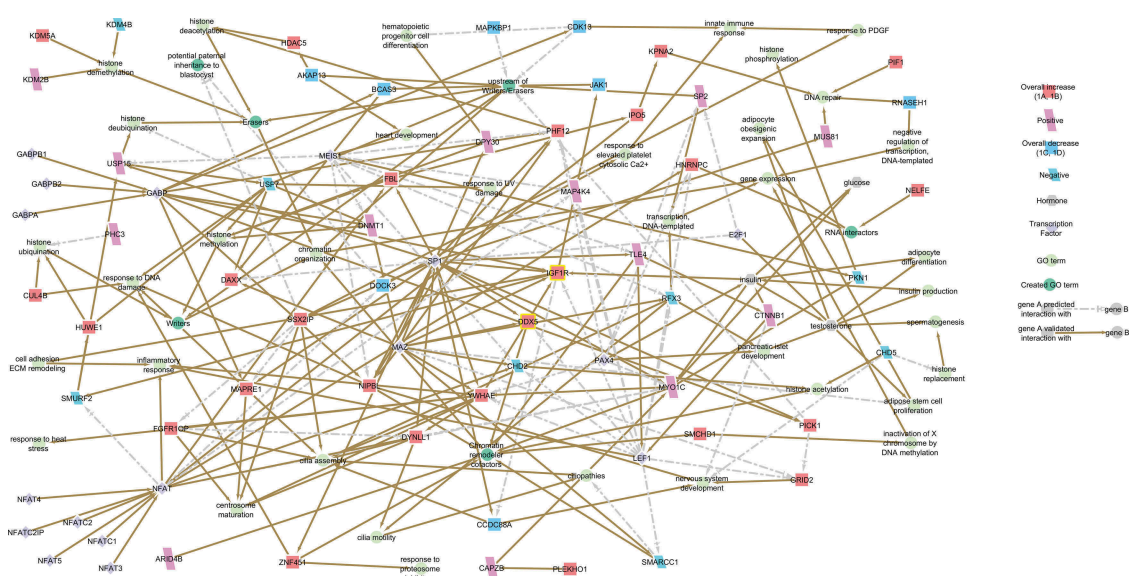 KDM5A
KDM4B
histone
deacetylation
hematopoietic
progenitor cell
differentiation
MAPKBP1
CDK13
innate immune
response
response to PDGF
HDAC5
KPNA2
histone
phosphroylation
potential paternal
inheritance to
blastocyst
histone
demethylation
KDM2B
AKAP13
BCAS3
upstream of
Writers/Erasers
JAK1
SP2
PIF1
DNA repair
RNASEH1
Overall increase
(1A, 1B)
Positive
histone
deubiquination
Erasers
heart development
DPY30
PHF12
IPO5
adipocyte
obesigenic
expansion
MUS81
negative
regulation of
transcription,
DNA-templated
Overall decrease
(1C, 1D)
Negative
GABPB1
USP15
MEIS1
response to
elevated platelet
cytosolic Ca2+
HNRNPC
GABPB2
GABP
USP7
FBL
response to UV
damage
MAP4K4
gene expression
glucose
NELFE
Hormone
GABPA
PHC3
DNMT1
transcription,
DNA-templated
E2F1
RNA interactors
Transcription
Factor
histone
ubiquination
histone
methylation
chromatin
organization
SP1
TLE4
adipocyte
differentiation
GO term
response to DNA
damage
DAXX
DOCK3
IGF1R
insulin
PKN1
insulin production
Created GO term
CUL4B
RFX3
CTNNB1
gene A predicted
interaction with
gene B
HUWE1
Writers
SSX2IP
DDX5
testosterone
spermatogenesis
gene A validated
interaction with
gene B
cell adhesion
ECM remodeling
inflammatory
response
MAZ
CHD2
PAX4
pancreatic islet
development
CHD5
histone
replacement
SMURF2
MAPRE1
NIPBL
YWHAE
MYO1C
histone acetylation
adipose stem cell
proliferation
response to heat
stress
FGFR1OP
DYNLL1
SMCHD1
PICK1
inactivation of X
chromosome by
DNA methylation
cilia assembly
Chromatin
remodeler
cofactors
LEF1
NFAT4
NFAT
ciliopathies
nervous system
development
GRID2
NFATC2IP
NFATC2
centrosome
maturation
CCDC88A
NFATC1
cilia motility
NFAT5
NFAT3
ARID4B
ZNF451
response to
proteosome
CAPZB
PLEKHO1
SMARCC1